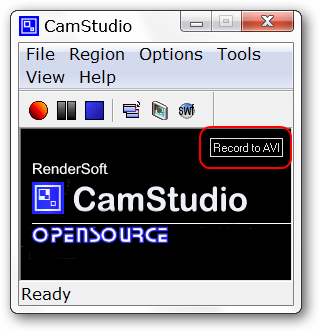 CamStudio
File Region Options Tools
View Help
SWF
Record to AVI
RenderSoft
CamStudio
OPENSOURCE
Ready